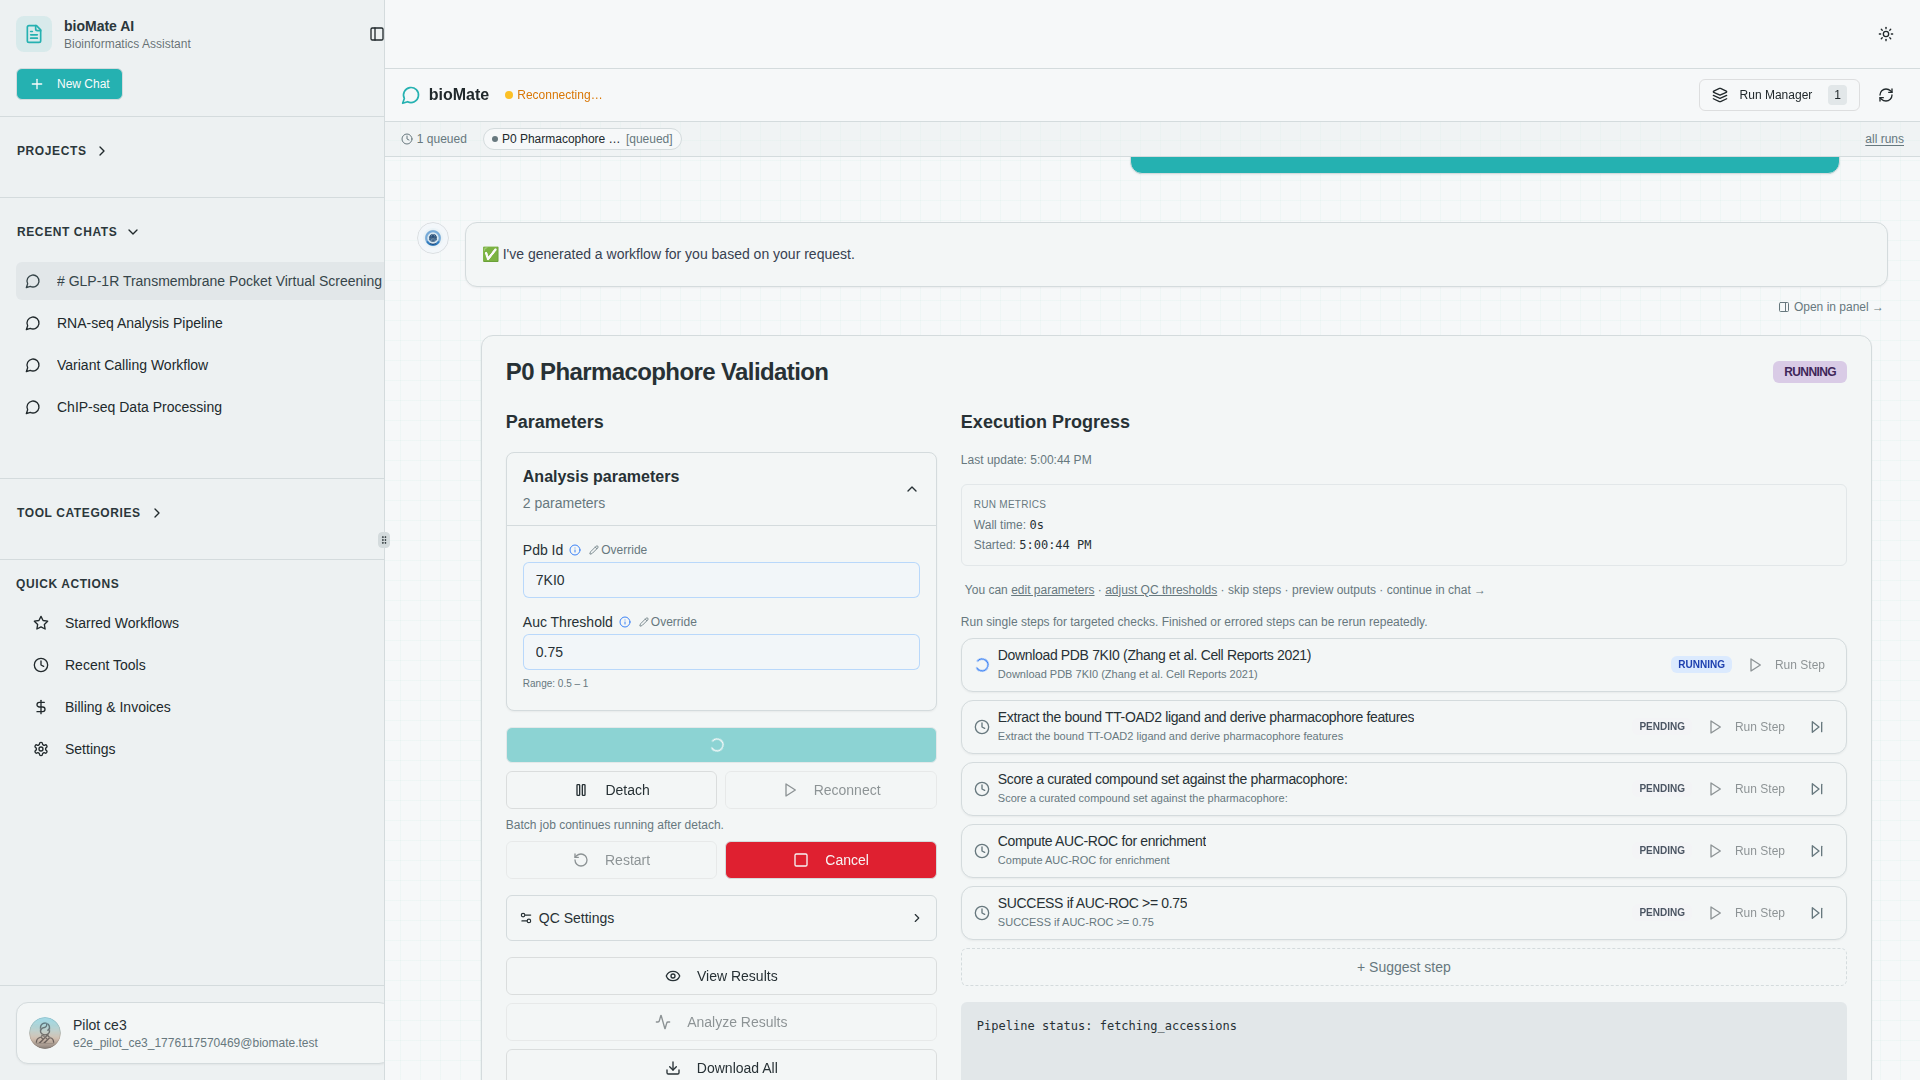 bioMate AI
Bioinformatics Assistant
New Chat
PROJECTS
RECENT CHATS
# GLP-1R Transmembrane Pocket Virtual Screening
RNA-seq Analysis Pipeline
Variant Calling Workflow
ChIP-seq Data Processing
TOOL CATEGORIES
QUICK ACTIONS
Starred Workflows
Recent Tools
Billing & Invoices
Settings
Pilot ce3
e2e_pilot_ce3_1776117570469@biomate.test
bioMate
Reconnecting…
Run Manager 1
1 queued
P0 Pharmacophore … [queued]
all runs
✅ I've generated a workflow for you based on your request.
Open in panel →
P0 Pharmacophore Validation
RUNNING
Parameters
Analysis parameters
2 parameters
Pdb Id Override
7KI0
Auc Threshold Override
0.75
Range: 0.5 – 1
Detach
Reconnect
Batch job continues running after detach.
Restart
Cancel
QC Settings
View Results
Analyze Results
Download All
Execution Progress
Last update: 5:00:44 PM
RUN METRICS
Wall time: 0s
Started: 5:00:44 PM
You can edit parameters · adjust QC thresholds · skip steps · preview outputs · continue in chat →
Run single steps for targeted checks. Finished or errored steps can be rerun repeatedly.
Download PDB 7KI0 (Zhang et al. Cell Reports 2021)
Download PDB 7KI0 (Zhang et al. Cell Reports 2021)
RUNNING Run Step
Extract the bound TT-OAD2 ligand and derive pharmacophore features
Extract the bound TT-OAD2 ligand and derive pharmacophore features
PENDING Run Step
Score a curated compound set against the pharmacophore:
Score a curated compound set against the pharmacophore:
PENDING Run Step
Compute AUC-ROC for enrichment
Compute AUC-ROC for enrichment
PENDING Run Step
SUCCESS if AUC-ROC >= 0.75
SUCCESS if AUC-ROC >= 0.75
PENDING Run Step
+ Suggest step
Pipeline status: fetching_accessions